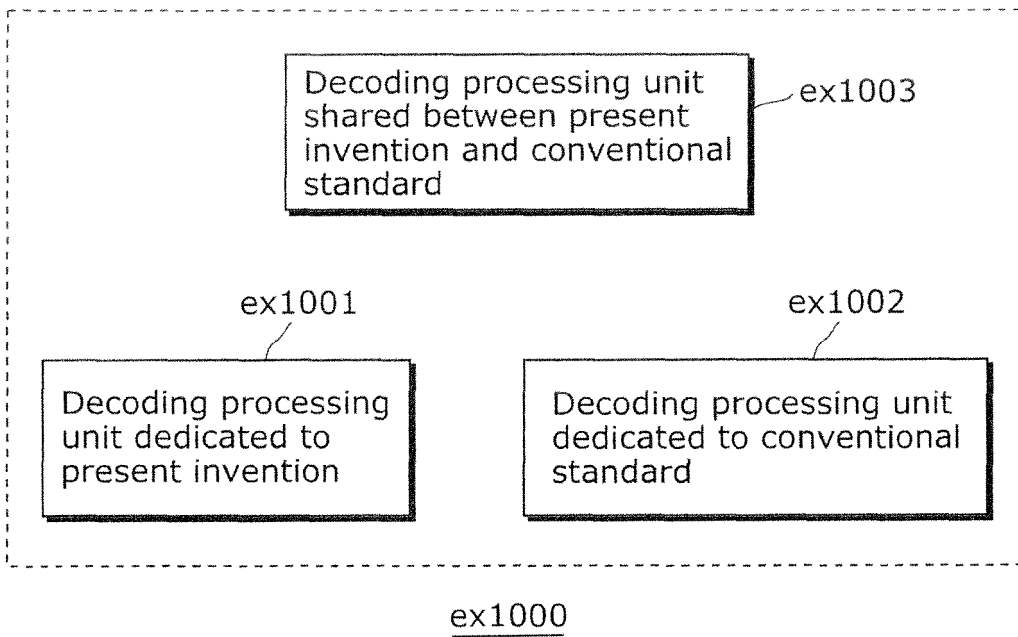 Decoding processing unit
shared between present
invention and conventional
standard
ex1003
ex1001
ex1002
Decoding processing
unit dedicated to
present invention
Decoding processing unit
dedicated to conventional
standard
ex1000